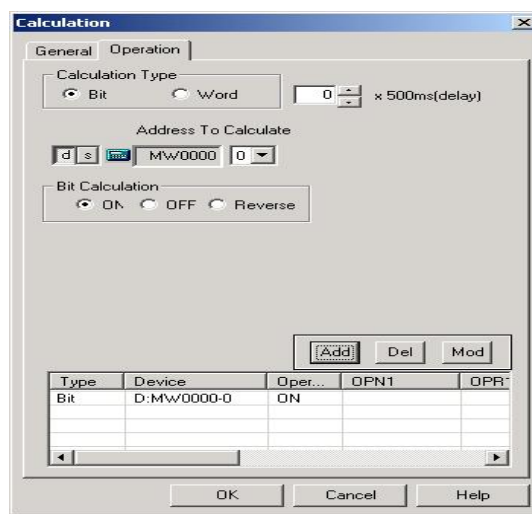 Calculation
General Operation
Calculation Type
Bit Word 0 x 500ms(delay)
Address To Calculate
d s MW0000 0
Bit Calculation
ON OFF Reverse
Add Del Mod
Type Device Oper... OPN1 OPR
Bit D:MW0000-0 ON
OK Cancel Help